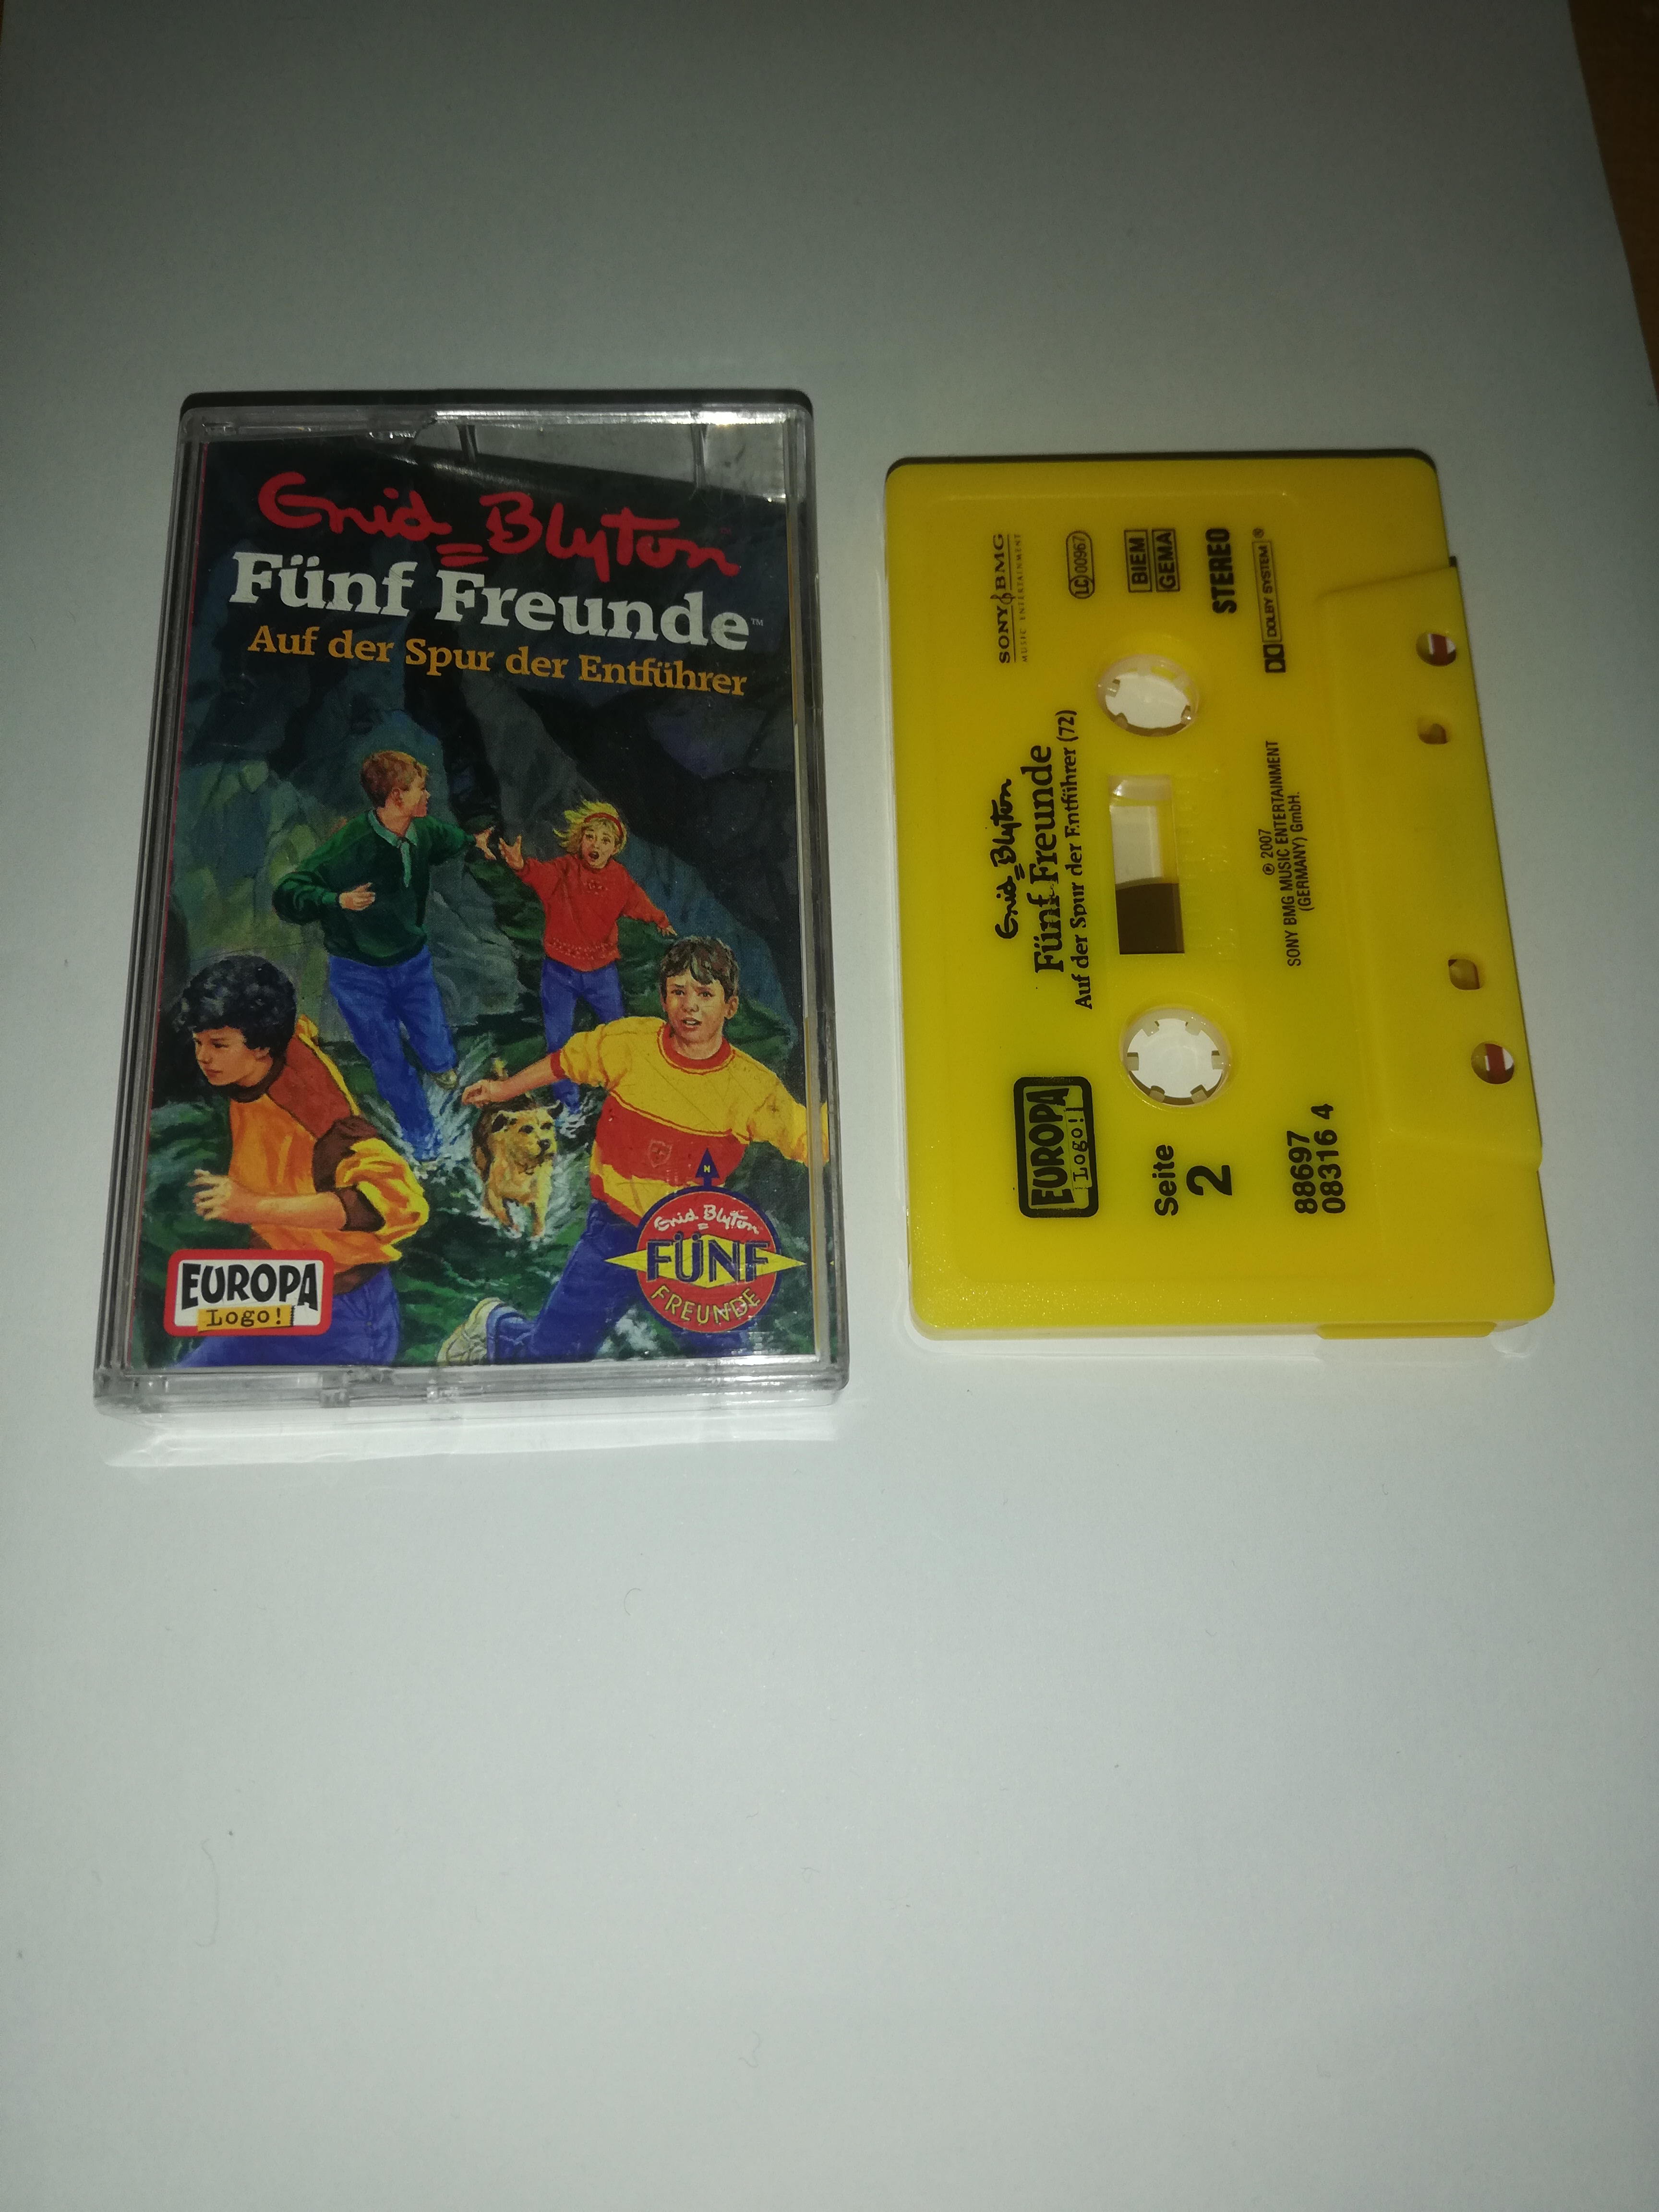 Enid Blyton
Fünf Freunde™
Auf der Spur der Entführer
EUROPA
Logo!
N
Enid Blyton
FÜNF
FREUNDE
EUROPA
Logo!
Enid Blyton
Fünf Freunde
Auf der Spur der Entführer (72)
SONY BMG
MUSIC ENTERTAINMENT
LC 00967
BIEM
GEMA
STEREO
DOLBY SYSTEM®
Seite
2
88697
08316 4
℗ 2007
SONY BMG MUSIC ENTERTAINMENT
(GERMANY) GmbH.